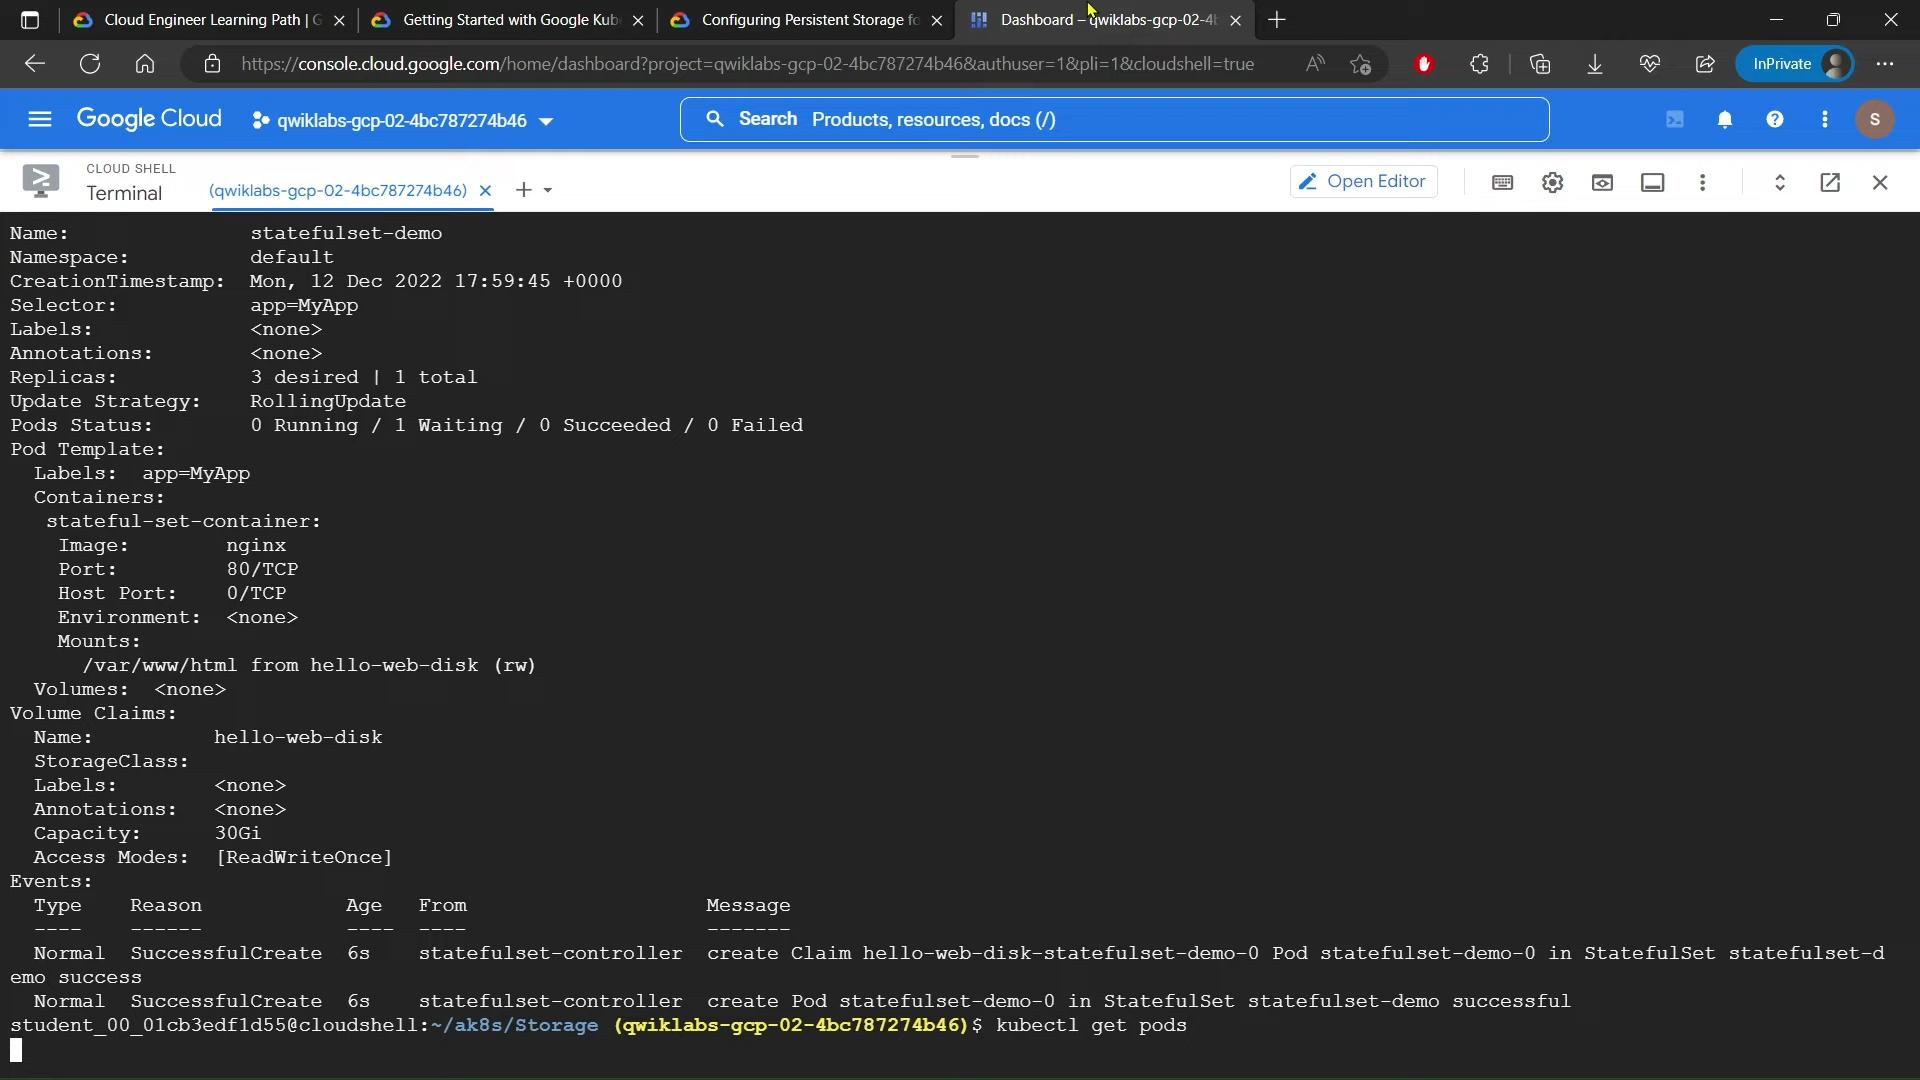 Cloud Engineer Learning Path | G
Getting Started with Google Kub
Configuring Persistent Storage fo
Dashboard – qwiklabs-gcp-02-4b
https://console.cloud.google.com/home/dashboard?project=qwiklabs-gcp-02-4bc787274b46&authuser=1&pli=1&cloudshell=true
InPrivate
Google Cloud
qwiklabs-gcp-02-4bc787274b46
Search Products, resources, docs (/)
S
CLOUD SHELL
Terminal
(qwiklabs-gcp-02-4bc787274b46)
Open Editor
Name: statefulset-demo
Namespace: default
CreationTimestamp: Mon, 12 Dec 2022 17:59:45 +0000
Selector: app=MyApp
Labels: <none>
Annotations: <none>
Replicas: 3 desired | 1 total
Update Strategy: RollingUpdate
Pods Status: 0 Running / 1 Waiting / 0 Succeeded / 0 Failed
Pod Template:
Labels: app=MyApp
Containers:
stateful-set-container:
Image: nginx
Port: 80/TCP
Host Port: 0/TCP
Environment: <none>
Mounts:
/var/www/html from hello-web-disk (rw)
Volumes: <none>
Volume Claims:
Name: hello-web-disk
StorageClass:
Labels: <none>
Annotations: <none>
Capacity: 30Gi
Access Modes: [ReadWriteOnce]
Events:
Type Reason Age From Message
---- ------ ---- ---- -------
Normal SuccessfulCreate 6s statefulset-controller create Claim hello-web-disk-statefulset-demo-0 Pod statefulset-demo-0 in StatefulSet statefulset-d
emo success
Normal SuccessfulCreate 6s statefulset-controller create Pod statefulset-demo-0 in StatefulSet statefulset-demo successful
student_00_01cb3edf1d55@cloudshell:~/ak8s/Storage (qwiklabs-gcp-02-4bc787274b46)$ kubectl get pods